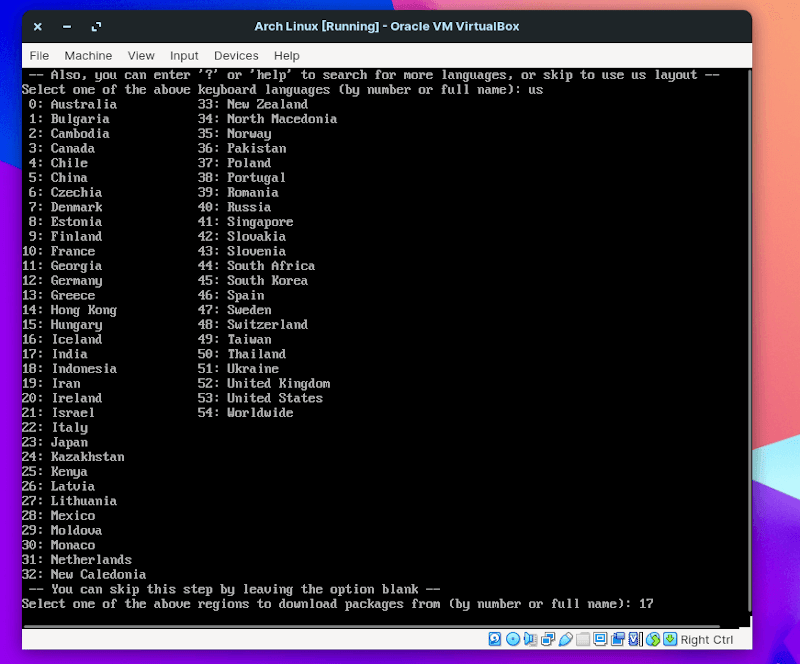 Arch Linux [Running] - Oracle VM VirtualBox
File Machine View Input Devices Help
-- Also, you can enter '?' or 'help' to search for more languages, or skip to use us layout --
Select one of the above keyboard languages (by number or full name): us
0: Australia 33: New Zealand
1: Bulgaria 34: North Macedonia
2: Cambodia 35: Norway
3: Canada 36: Pakistan
4: Chile 37: Poland
5: China 38: Portugal
6: Czechia 39: Romania
7: Denmark 40: Russia
8: Estonia 41: Singapore
9: Finland 42: Slovakia
10: France 43: Slovenia
11: Georgia 44: South Africa
12: Germany 45: South Korea
13: Greece 46: Spain
14: Hong Kong 47: Sweden
15: Hungary 48: Switzerland
16: Iceland 49: Taiwan
17: India 50: Thailand
18: Indonesia 51: Ukraine
19: Iran 52: United Kingdom
20: Ireland 53: United States
21: Israel 54: Worldwide
22: Italy
23: Japan
24: Kazakhstan
25: Kenya
26: Latvia
27: Lithuania
28: Mexico
29: Moldova
30: Monaco
31: Netherlands
32: New Caledonia
-- You can skip this step by leaving the option blank --
Select one of the above regions to download packages from (by number or full name): 17
Right Ctrl